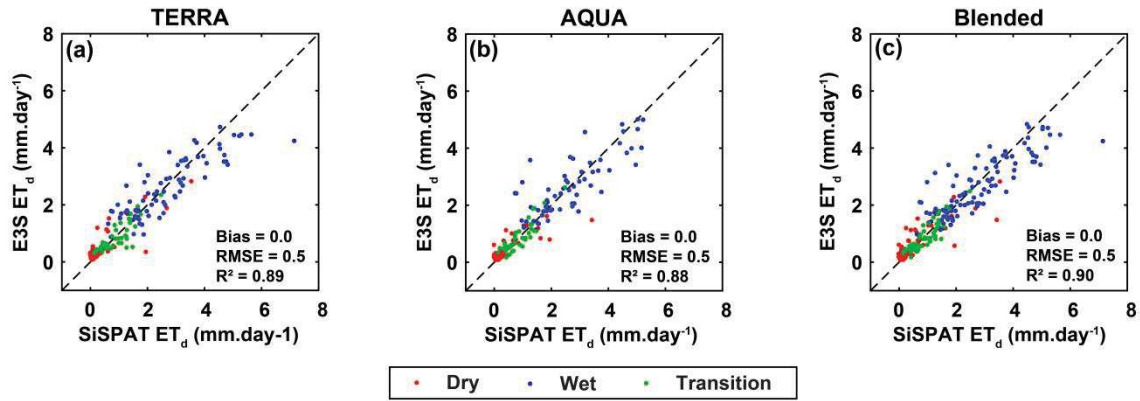 TERRA
(a)
8
6
4
2
0
E3S ET_d (mm.day⁻¹)
Bias = 0.0
RMSE = 0.5
R² = 0.89
0 2 4 6 8
SiSPAT ET_d (mm.day-1)
AQUA
(b)
8
6
4
2
0
E3S ET_d (mm.day⁻¹)
Bias = 0.0
RMSE = 0.5
R² = 0.88
0 2 4 6 8
SiSPAT ET_d (mm.day⁻¹)
Blended
(c)
8
6
4
2
0
E3S ET_d (mm.day⁻¹)
Bias = 0.0
RMSE = 0.5
R² = 0.90
0 2 4 6 8
SiSPAT ET_d (mm.day⁻¹)
Dry Wet Transition